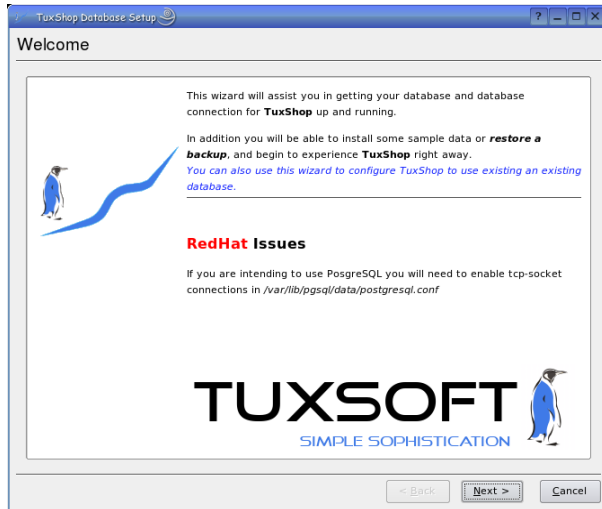 TuxShop Database Setup
Welcome
This wizard will assist you in getting your database and database
connection for TuxShop up and running.
In addition you will be able to install some sample data or restore a
backup, and begin to experience TuxShop right away.
You can also use this wizard to configure TuxShop to use existing an existing
database.
RedHat Issues
If you are intending to use PosgreSQL you will need to enable tcp-socket
connections in /var/lib/pgsql/data/postgresql.conf
TUXSOFT
SIMPLE SOPHISTICATION
< Back Next > Cancel